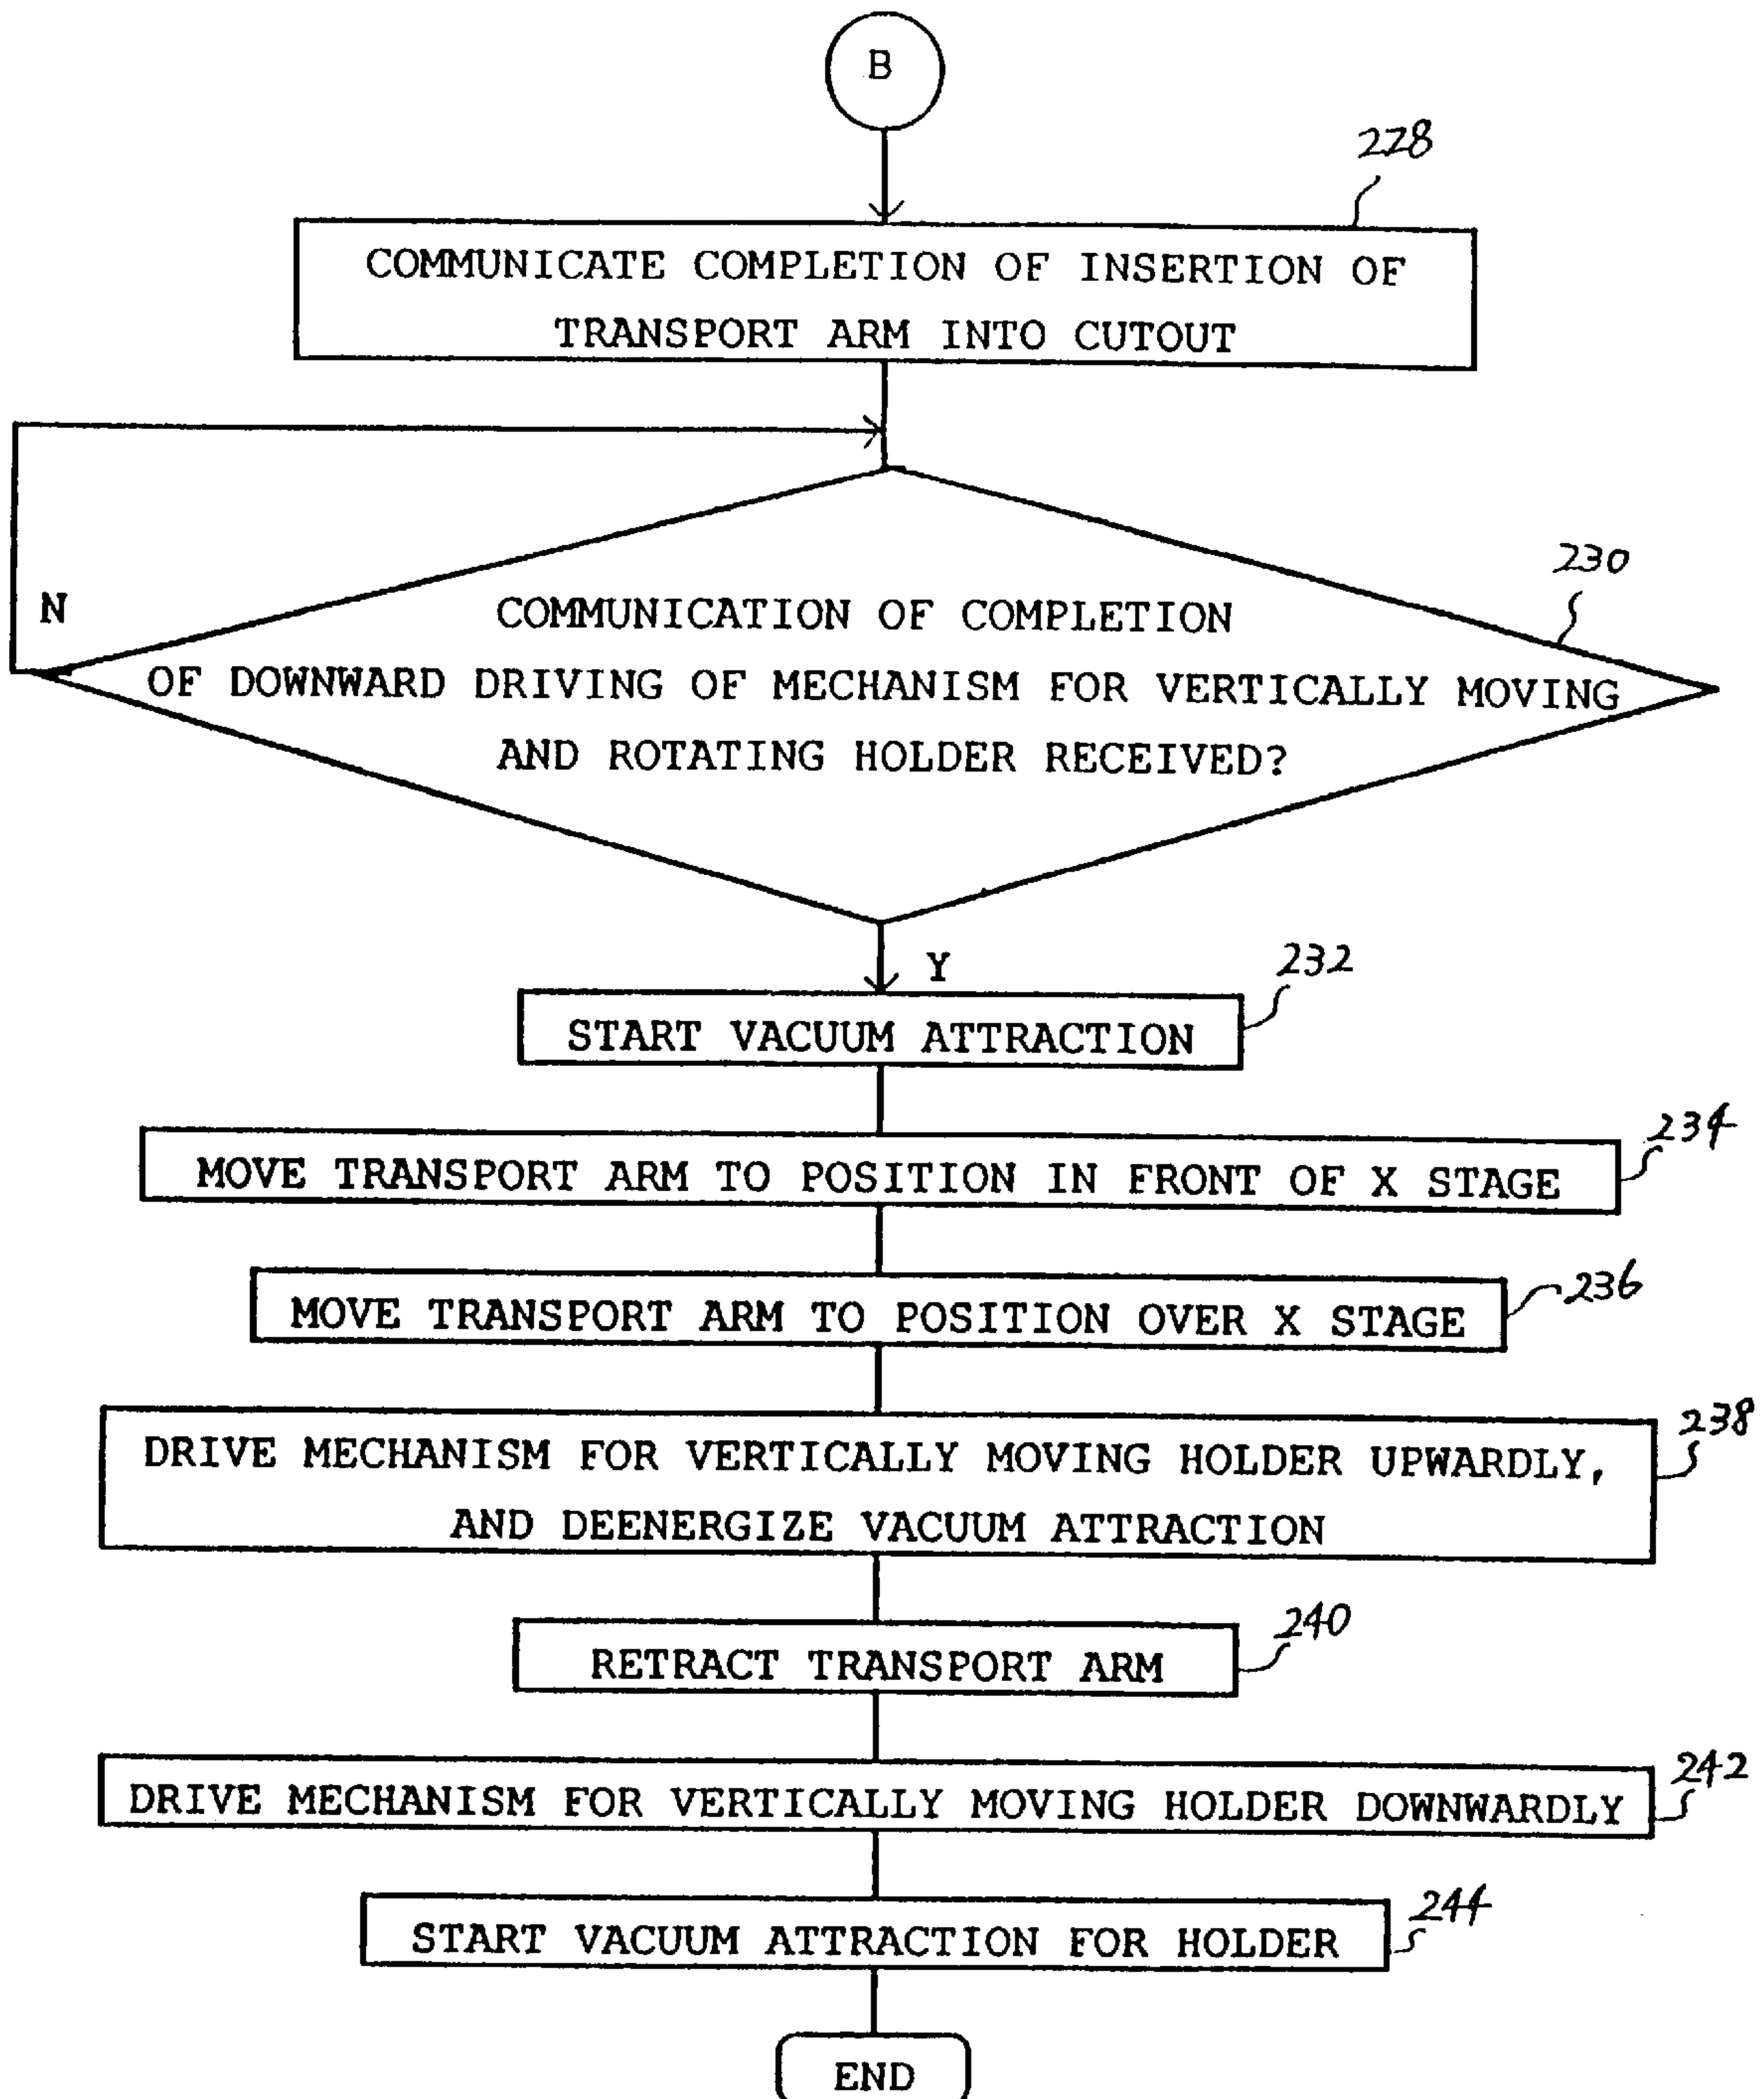 B
228
COMMUNICATE COMPLETION OF INSERTION OF
TRANSPORT ARM INTO CUTOUT
230
N
COMMUNICATION OF COMPLETION
OF DOWNWARD DRIVING OF MECHANISM FOR VERTICALLY MOVING
AND ROTATING HOLDER RECEIVED?
Y
232
START VACUUM ATTRACTION
234
MOVE TRANSPORT ARM TO POSITION IN FRONT OF X STAGE
236
MOVE TRANSPORT ARM TO POSITION OVER X STAGE
238
DRIVE MECHANISM FOR VERTICALLY MOVING HOLDER UPWARDLY,
AND DEENERGIZE VACUUM ATTRACTION
240
RETRACT TRANSPORT ARM
242
DRIVE MECHANISM FOR VERTICALLY MOVING HOLDER DOWNWARDLY
244
START VACUUM ATTRACTION FOR HOLDER
END